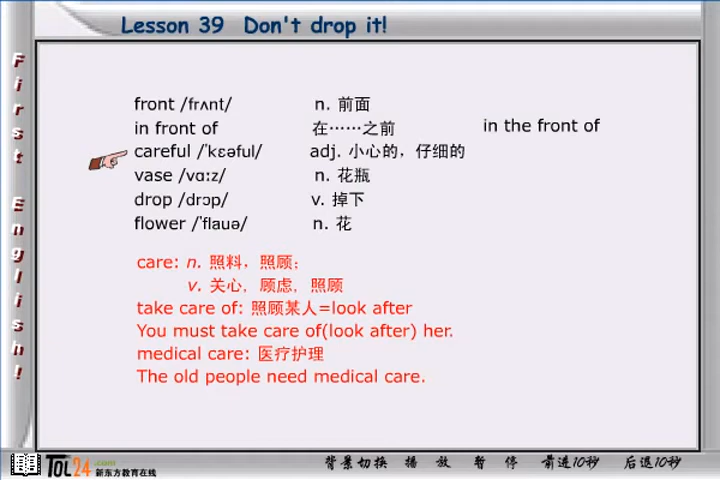 Lesson 39 Don't drop it!
First English!
front /frʌnt/ n. 前面
in front of 在……之前 in the front of
careful /ˈkɛəful/ adj. 小心的，仔细的
vase /vɑ:z/ n. 花瓶
drop /drɔp/ v. 掉下
flower /ˈflauə/ n. 花
care: n. 照料，照顾；
v. 关心，顾虑，照顾
take care of: 照顾某人=look after
You must take care of(look after) her.
medical care: 医疗护理
The old people need medical care.
TOL24.com 新东方教育在线
背景切换 播放 暂停 前进10秒 后退10秒